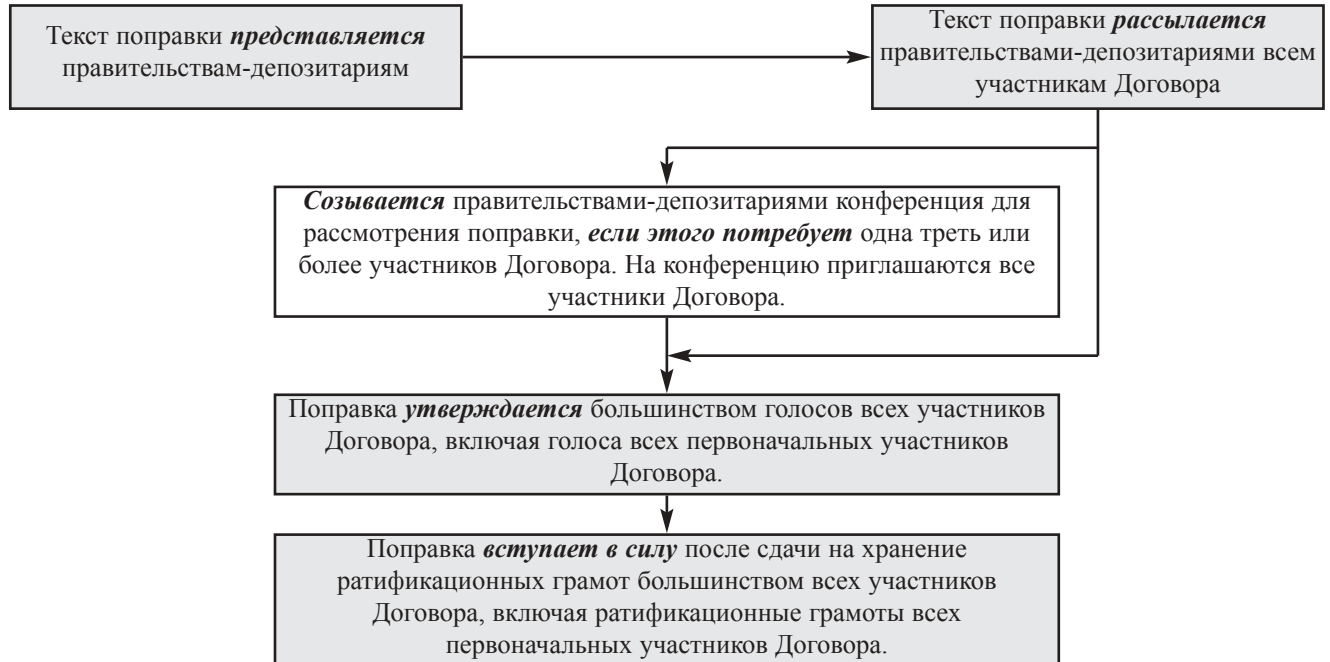 Текст поправки представляется
правительствам-депозитариям
Текст поправки рассылается
правительствами-депозитариями всем
участникам Договора
Созывается правительствами-депозитариями конференция для
рассмотрения поправки, если этого потребует одна треть или
более участников Договора. На конференцию приглашаются все
участники Договора.
Поправка утверждается большинством голосов всех участников
Договора, включая голоса всех первоначальных участников
Договора.
Поправка вступает в силу после сдачи на хранение
ратификационных грамот большинством всех участников
Договора, включая ратификационные грамоты всех
первоначальных участников Договора.